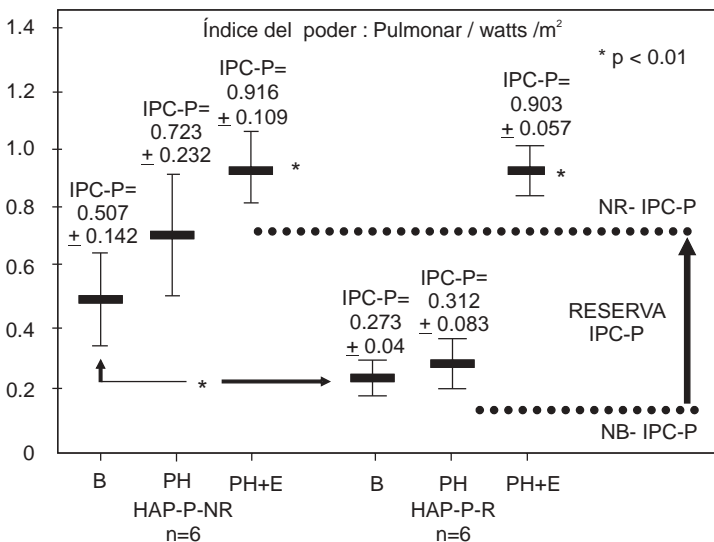 Índice del poder : Pulmonar / watts /m²
* p < 0.01
1.4
1.2
1.0
0.8
0.6
0.4
0.2
0
IPC-P=
0.507
± 0.142
IPC-P=
0.723
± 0.232
IPC-P=
0.916
± 0.109
*
IPC-P=
0.273
± 0.04
IPC-P=
0.312
± 0.083
IPC-P=
0.903
± 0.057
*
NR- IPC-P
RESERVA
IPC-P
NB- IPC-P
*
B PH PH+E B PH PH+E
HAP-P-NR HAP-P-R
n=6 n=6